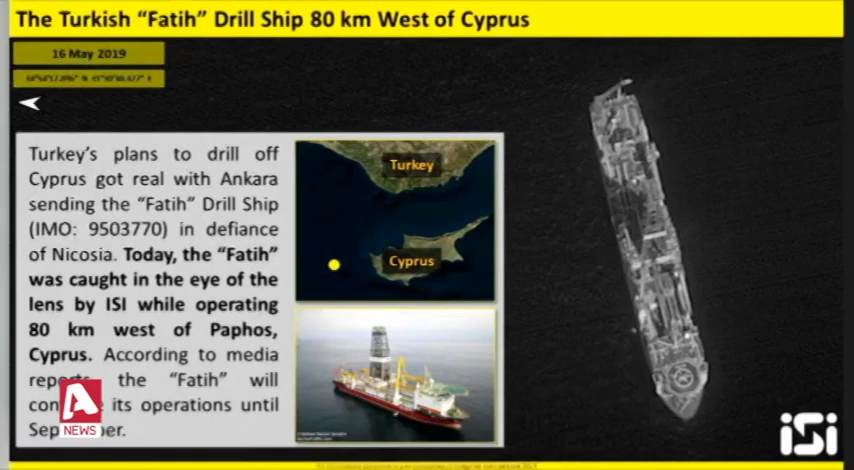 The Turkish “Fatih” Drill Ship 80 km West of Cyprus
16 May 2019
Turkey’s plans to drill off
Cyprus got real with Ankara
sending the “Fatih” Drill Ship
(IMO: 9503770) in defiance
of Nicosia. Today, the “Fatih”
was caught in the eye of the
lens by ISI while operating
80 km west of Paphos,
Cyprus. According to media
the “Fatih” will
its operations until
Turkey
Cyprus
A
NEWS
iSi